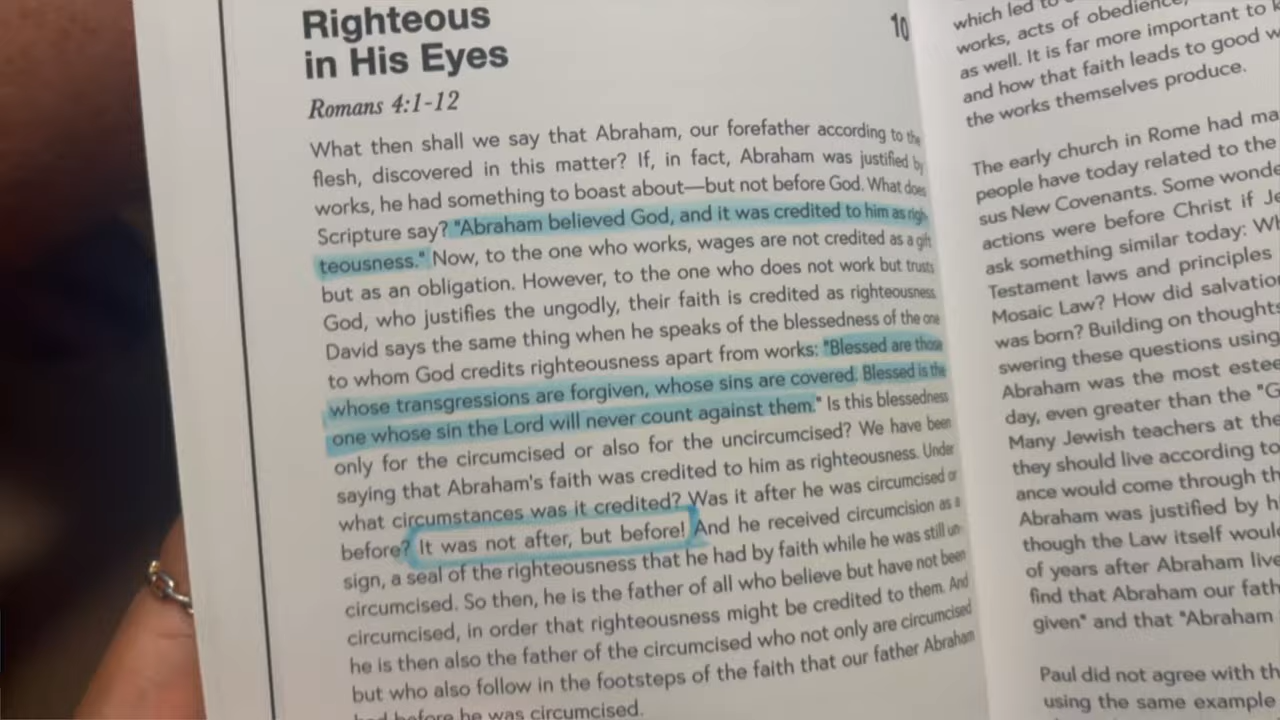 Righteous
in His Eyes
10
Romans 4:1-12
What then shall we say that Abraham, our forefather according to the
flesh, discovered in this matter? If, in fact, Abraham was justified by
works, he had something to boast about—but not before God. What does
Scripture say? "Abraham believed God, and it was credited to him as righ-
teousness." Now, to the one who works, wages are not credited as a gift
but as an obligation. However, to the one who does not work but trusts
God, who justifies the ungodly, their faith is credited as righteousness.
David says the same thing when he speaks of the blessedness of the one
to whom God credits righteousness apart from works: "Blessed are those
whose transgressions are forgiven, whose sins are covered. Blessed is the
one whose sin the Lord will never count against them." Is this blessedness
only for the circumcised or also for the uncircumcised? We have been
saying that Abraham's faith was credited to him as righteousness. Under
what circumstances was it credited? Was it after he was circumcised or
before? It was not after, but before! And he received circumcision as a
sign, a seal of the righteousness that he had by faith while he was still un-
circumcised. So then, he is the father of all who believe but have not been
circumcised, in order that righteousness might be credited to them. And
he is then also the father of the circumcised who not only are circumcised
but who also follow in the footsteps of the faith that our father Abraham
had before he was circumcised.
which led to
works, acts of obedience,
as well. It is far more important to
and how that faith leads to good
the works themselves produce.
The early church in Rome had
people have today related to the
sus New Covenants. Some
actions were before Christ if
ask something similar today:
Testament laws and principles
Mosaic Law? How did
was born? Building on
swering these questions using
Abraham was the most
day, even greater than the
Many Jewish teachers at the
they should live according to
ance would come through
Abraham was justified by
though the Law itself
of years after Abraham
find that Abraham our
given" and that "Abraham
Paul did not agree with
using the same example